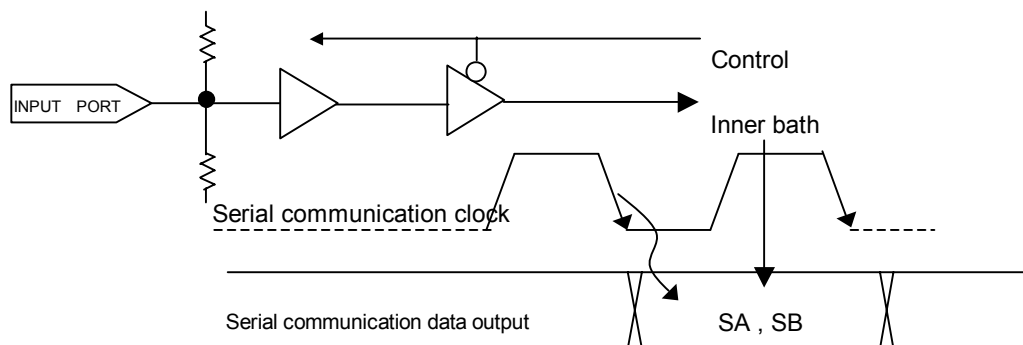 Control
INPUT PORT
Inner bath
Serial communication clock
Serial communication data output
SA , SB